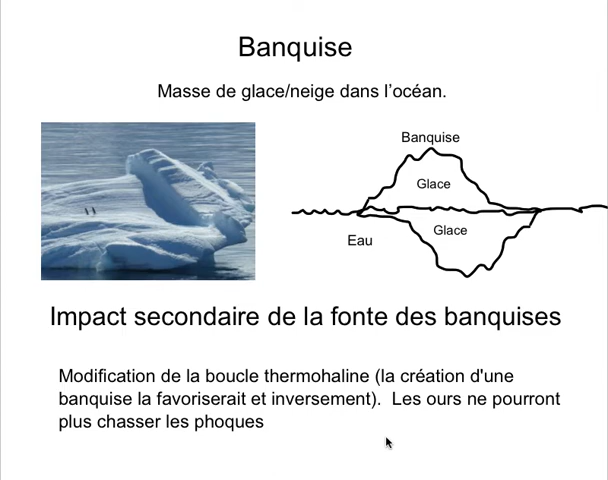 Banquise
Masse de glace/neige dans l'océan.
Banquise
Glace
Glace
Eau
Impact secondaire de la fonte des banquises
Modification de la boucle thermohaline (la création d'une
banquise la favoriserait et inversement).  Les ours ne pourront
plus chasser les phoques